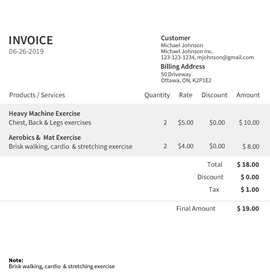 INVOICE
06-26-2019
Customer
Michael Johnson
Michael Johnson Inc.
123-123-1234, mjohnson@gmail.com
Billing Address
50 Driveway
Ottawa, ON, K2P1E2
Products / Services Quantity Rate Discount Amount
Heavy Machine Exercise
Chest, Back & Legs exercises 2 $5.00 $0.00 $ 10.00
Aerobics & Mat Exercise
Brisk walking, cardio & stretching exercise 2 $4.00 $0.00 $ 8.00
Total $ 18.00
Discount $ 0.00
Tax $ 1.00
Final Amount $ 19.00
Note:
Brisk walking, cardio & stretching exercise